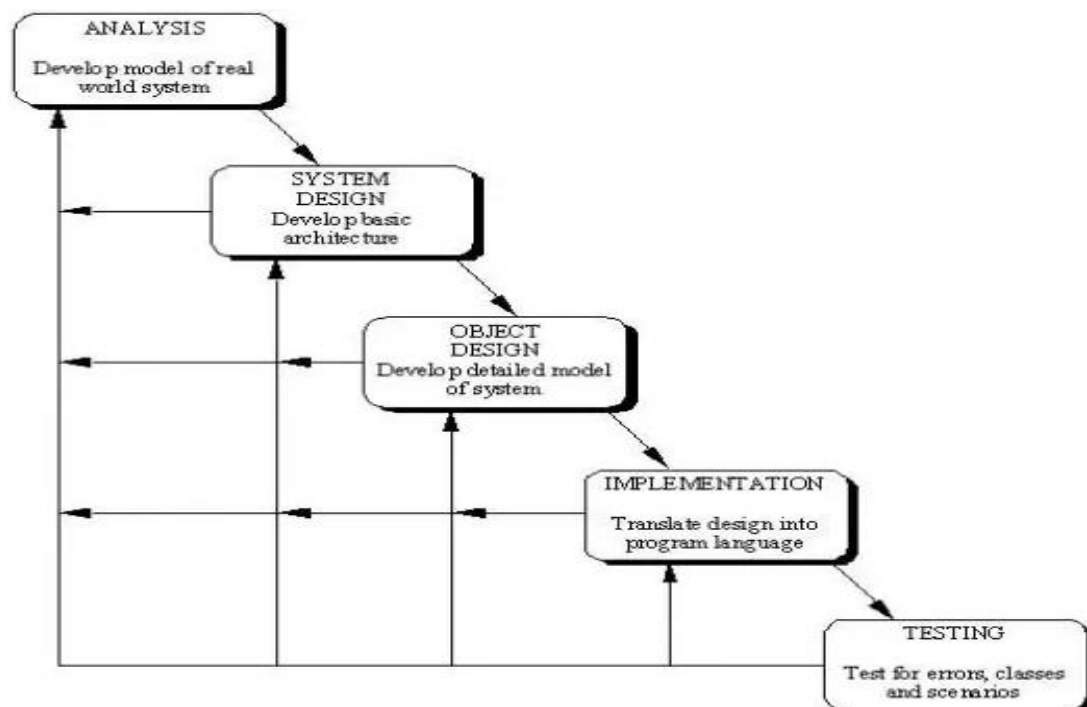 ANALYSIS
Develop model of real
world system
SYSTEM
DESIGN
Develop basic
architecture
OBJECT
DESIGN
Develop detailed model
of system
IMPLEMENTATION
Translate design into
program language
TESTING
Test for errors, classes
and scenarios